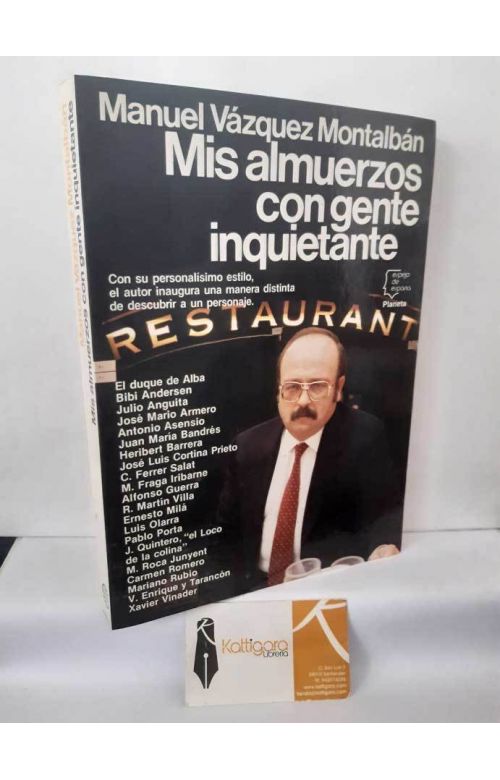 Manuel Vázquez Montalbán
Mis almuerzos
con gente
inquietante
Con su personalísimo estilo,
el autor inaugura una manera distinta
de descubrir a un personaje.
espejo
de
españa
Planeta
RESTAURANT
El duque de Alba
Bibi Andersen
Julio Anguita
José Mario Armero
Antonio Asensio
Juan María Bandrés
Heribert Barrera
José Luis Cortina Prieto
C. Ferrer Salat
M. Fraga Iribarne
Alfonso Guerra
R. Martín Villa
Ernesto Milá
Luis Olarra
Pablo Porta
J. Quintero, "el Loco
de la colina"
M. Roca Junyent
Carmen Romero
Mariano Rubio
V. Enrique y Tarancón
Xavier Vinader
Manuel Vázquez Montalbán
Mis almuerzos con gente inquietante
Kattigara
Librería
www.kattigara.com